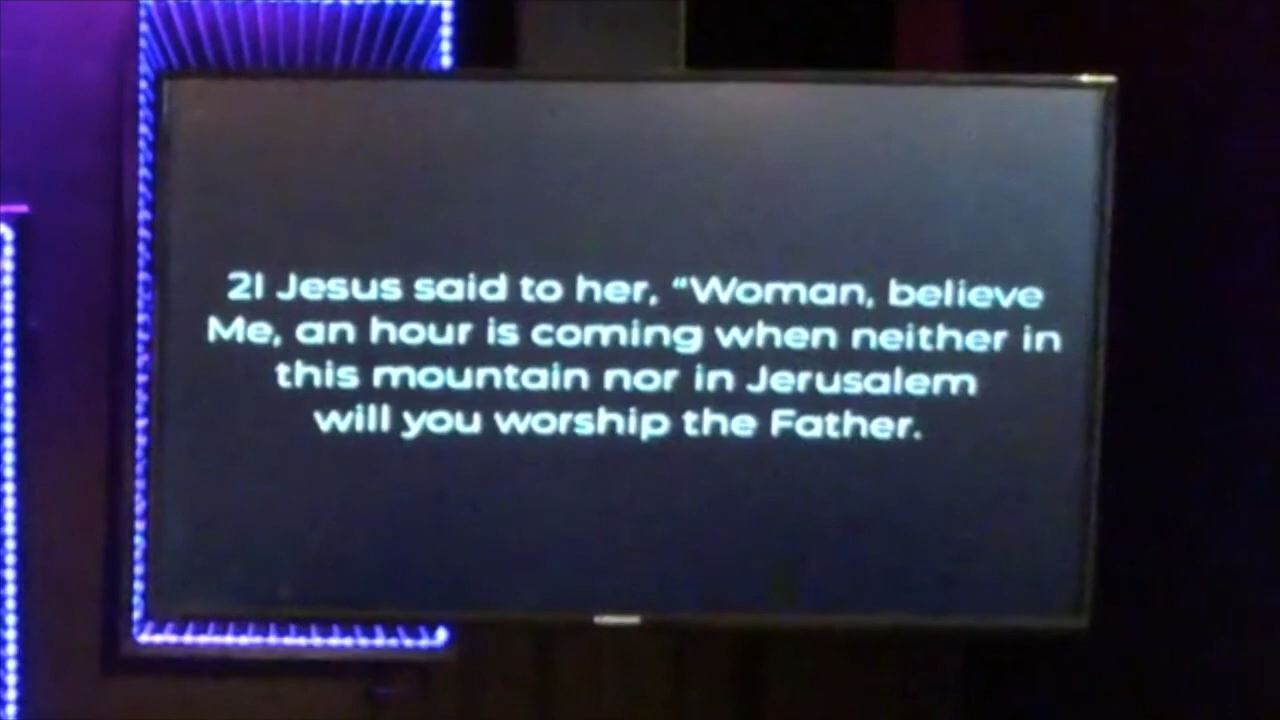 21 Jesus said to her, “Woman, believe
Me, an hour is coming when neither in
this mountain nor in Jerusalem
will you worship the Father.